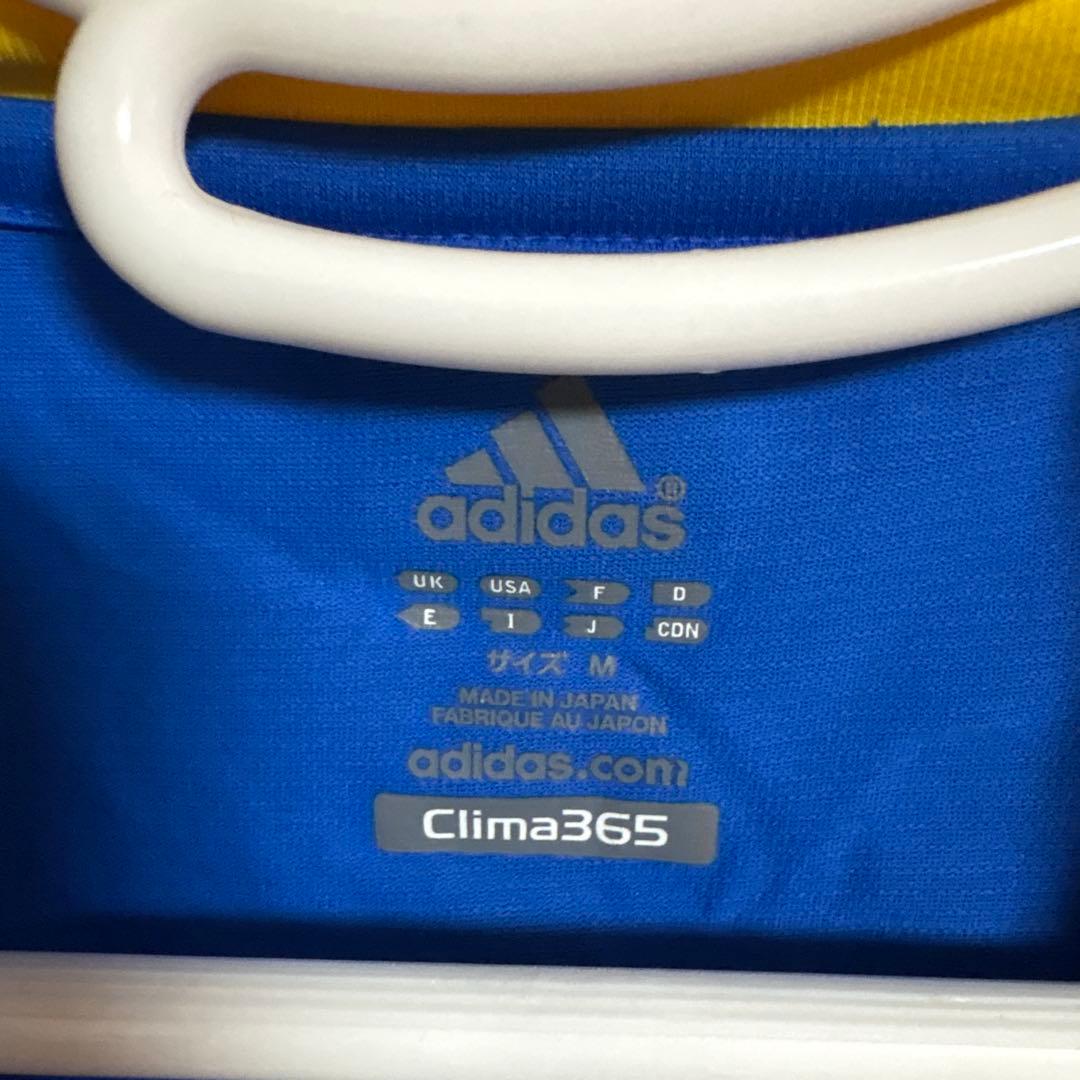 adidas®
UK USA F D
E I J CDN
サイズ M
MADE IN JAPAN
FABRIQUE AU JAPON
adidas.com
Clima365